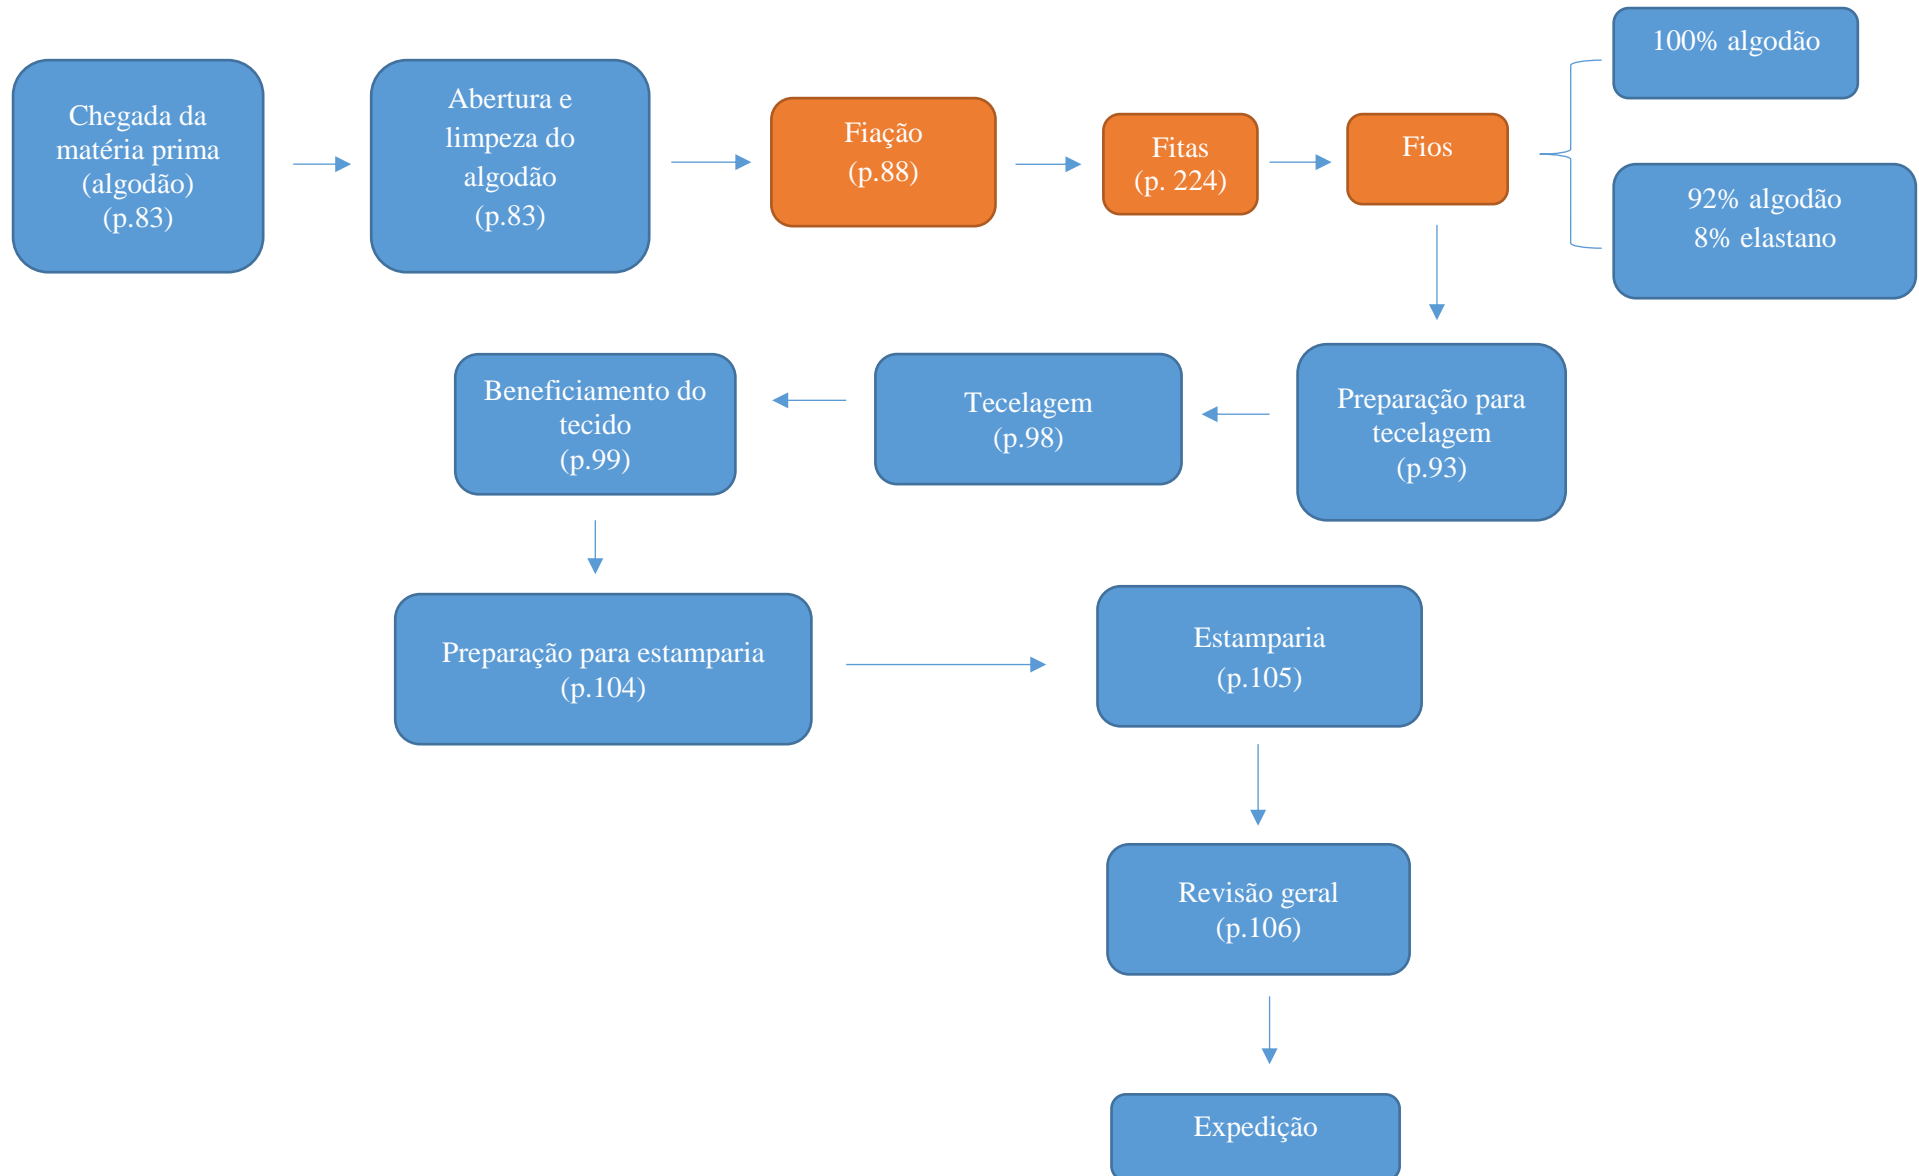 Chegada da
matéria prima
(algodão)
(p.83)
Abertura e
limpeza do
algodão
(p.83)
Fiação
(p.88)
Fitas
(p. 224)
Fios
100% algodão
92% algodão
8% elastano
Preparação para
tecelagem
(p.93)
Tecelagem
(p.98)
Beneficiamento do
tecido
(p.99)
Preparação para estamparia
(p.104)
Estamparia
(p.105)
Revisão geral
(p.106)
Expedição